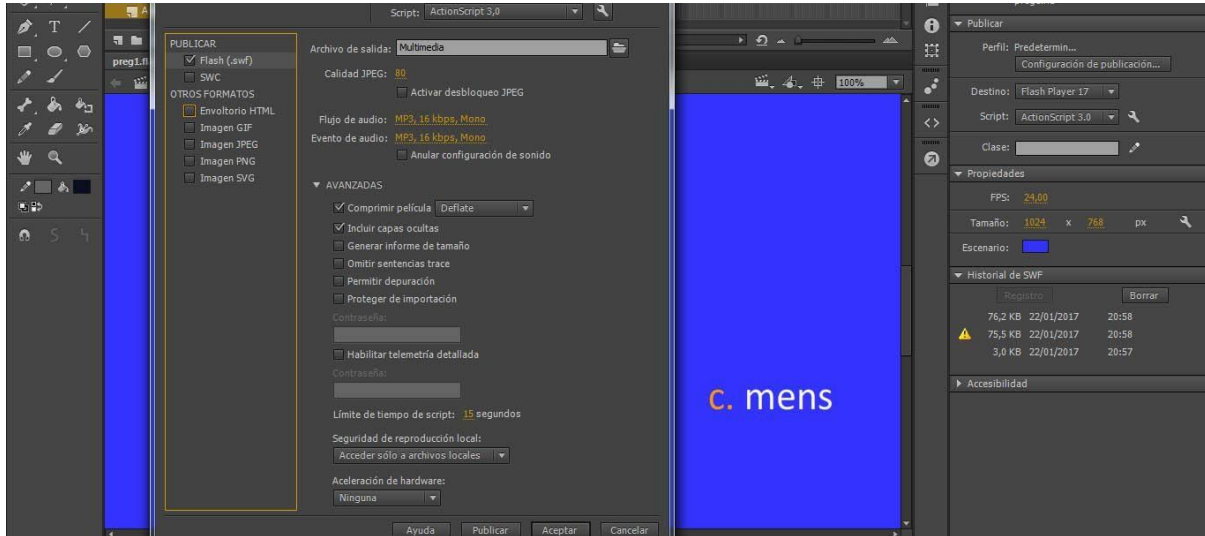 Script: ActionScript 3,0
PUBLICAR
Flash (.swf)
SWC
OTROS FORMATOS
Envoltorio HTML
Imagen GIF
Imagen JPEG
Imagen PNG
Imagen SVG
Archivo de salida: Multimedia
Calidad JPEG: 80
Activar desbloqueo JPEG
Flujo de audio: MP3, 16 kbps, Mono
Evento de audio: MP3, 16 kbps, Mono
Anular configuración de sonido
AVANZADAS
Comprimir película Deflate
Incluir capas ocultas
Generar informe de tamaño
Omitir sentencias trace
Permitir depuración
Proteger de importación
Contraseña:
Habilitar telemetría detallada
Contraseña:
Límite de tiempo de script: 15 segundos
Seguridad de reproducción local:
Acceder sólo a archivos locales
Aceleración de hardware:
Ninguna
Ayuda Publicar Aceptar Cancelar
preg1.fl
100%
c. mens
Publicar
Perfil: Predetermin...
Configuración de publicación...
Destino: Flash Player 17
Script: ActionScript 3.0
Clase:
Propiedades
FPS: 24,00
Tamaño: 1024 x 768 px
Escenario:
Historial de SWF
Registro Borrar
76,2 KB 22/01/2017 20:58
75,5 KB 22/01/2017 20:58
3,0 KB 22/01/2017 20:57
Accesibilidad